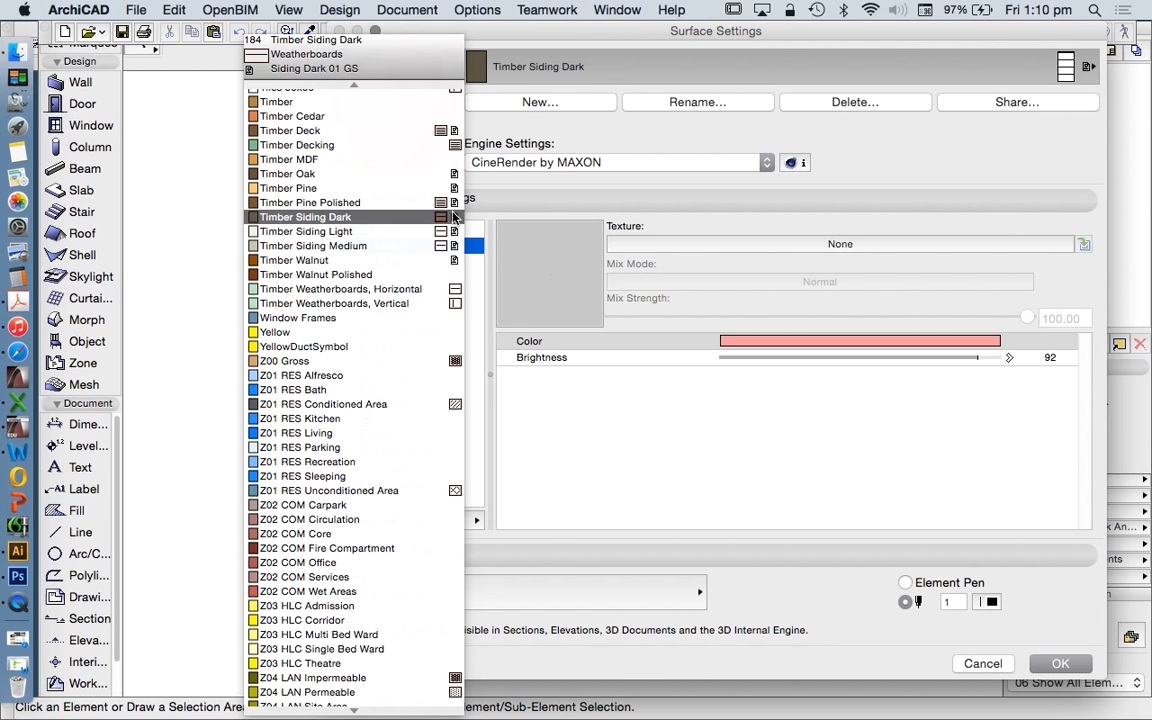 ArchiCAD File Edit OpenBIM View Design Document Options Teamwork Window Help 97% Fri 1:10 pm
Surface Settings
Marquee
Design
Wall
Door
Window
Column
Beam
Slab
Stair
Roof
Shell
Skylight
Curtai...
Morph
Object
Zone
Mesh
Document
Dime...
Level...
Text
Label
Fill
Line
Arc/C...
Polyli...
Drawi...
Section
Eleva...
Interi...
Work...
184 Timber Siding Dark
Weatherboards
Siding Dark 01 GS
Timber
Timber Cedar
Timber Deck
Timber Decking
Timber MDF
Timber Oak
Timber Pine
Timber Pine Polished
Timber Siding Dark
Timber Siding Light
Timber Siding Medium
Timber Walnut
Timber Walnut Polished
Timber Weatherboards, Horizontal
Timber Weatherboards, Vertical
Window Frames
Yellow
YellowDuctSymbol
Z00 Gross
Z01 RES Alfresco
Z01 RES Bath
Z01 RES Conditioned Area
Z01 RES Kitchen
Z01 RES Living
Z01 RES Parking
Z01 RES Recreation
Z01 RES Sleeping
Z01 RES Unconditioned Area
Z02 COM Carpark
Z02 COM Circulation
Z02 COM Core
Z02 COM Fire Compartment
Z02 COM Office
Z02 COM Services
Z02 COM Wet Areas
Z03 HLC Admission
Z03 HLC Corridor
Z03 HLC Multi Bed Ward
Z03 HLC Single Bed Ward
Z03 HLC Theatre
Z04 LAN Impermeable
Z04 LAN Permeable
Z04 LAN Site Area
Timber Siding Dark
New... Rename... Delete... Share...
Engine Settings:
CineRender by MAXON
i
gs
Texture:
None
Mix Mode:
Normal
Mix Strength:
100.00
Color
Brightness 92
Element Pen
1
isible in Sections, Elevations, 3D Documents and the 3D Internal Engine.
Cancel OK
k An...
ents
06 Show All Elem...
Click an Element or Draw a Selection Area
ement/Sub-Element Selection.